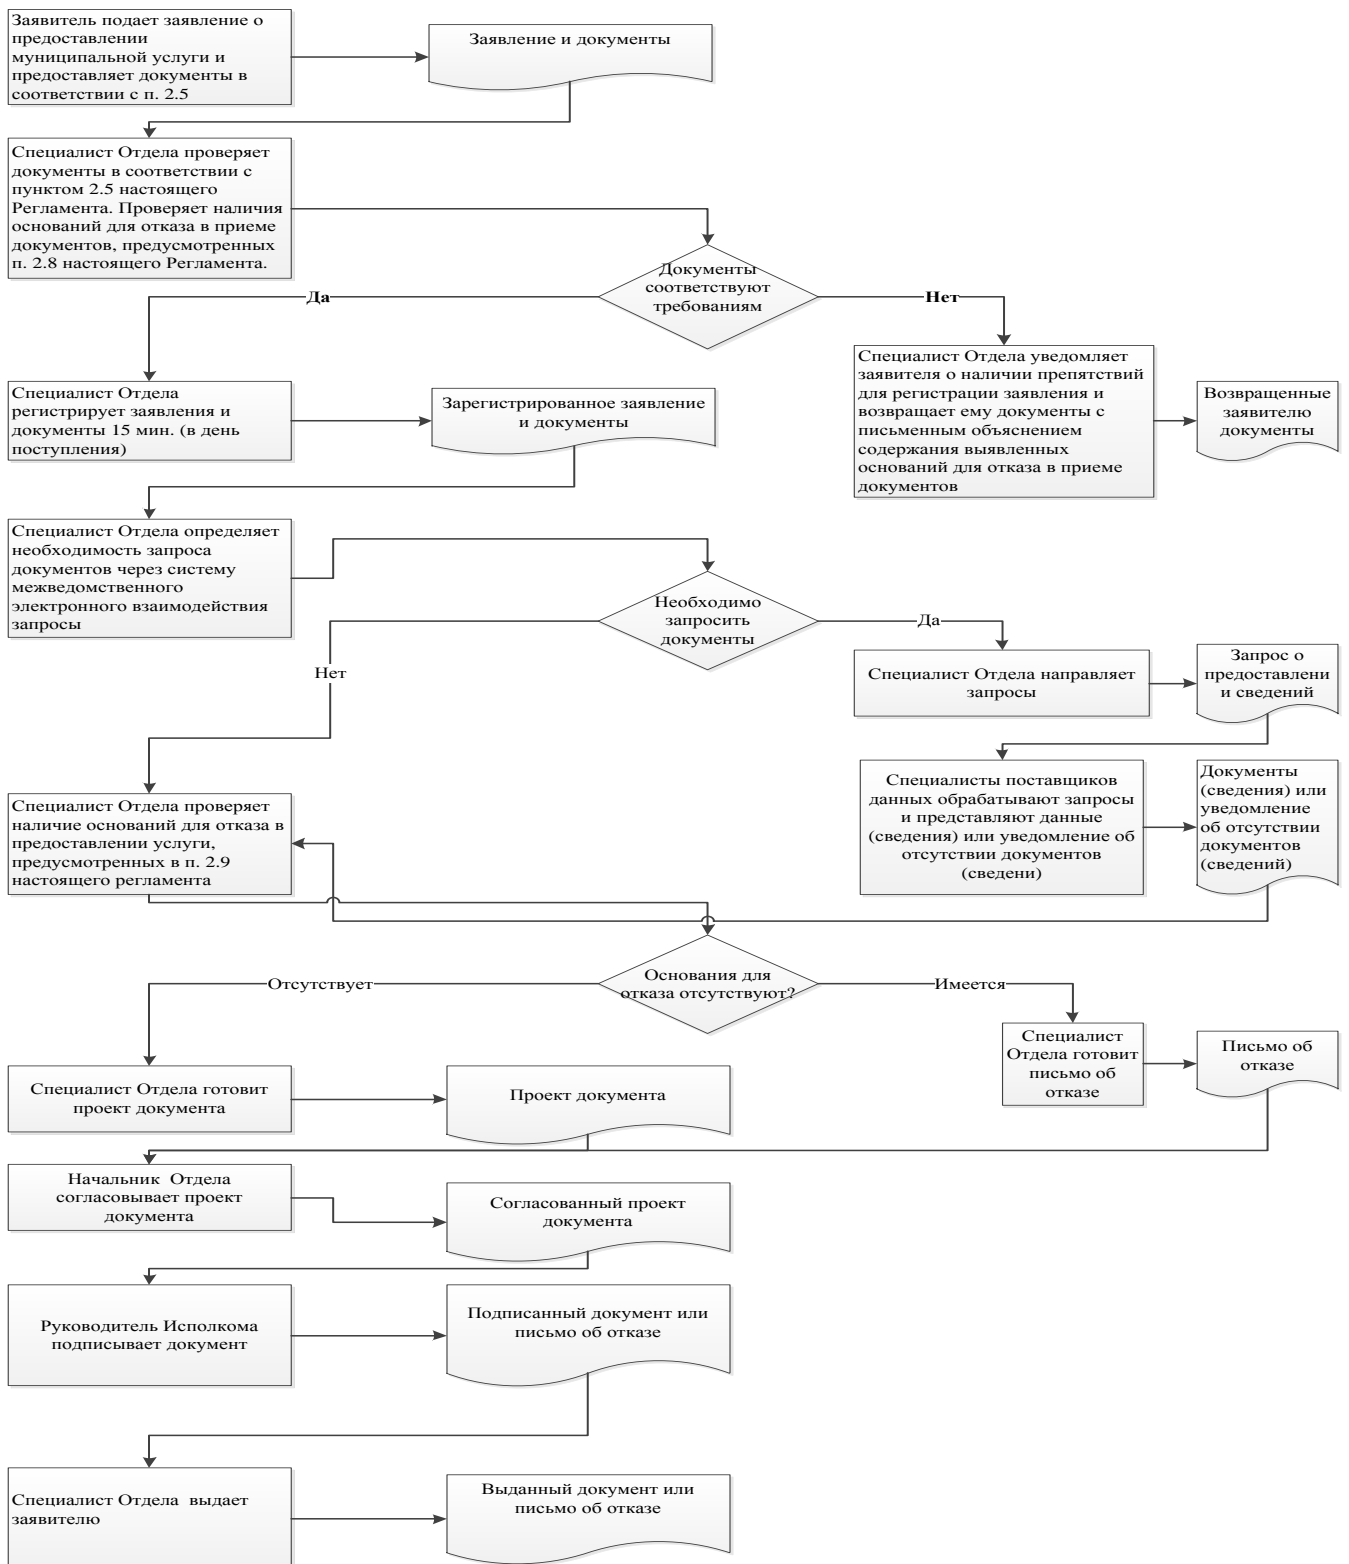 Заявитель подает заявление о
предоставлении
муниципальной услуги и
предоставляет документы в
соответствии с п. 2.5
Заявление и документы
Специалист Отдела проверяет
документы в соответствии с
пунктом 2.5 настоящего
Регламента. Проверяет наличия
оснований для отказа в приеме
документов, предусмотренных
п. 2.8 настоящего Регламента.
Документы
соответствуют
требованиям
Да
Нет
Специалист Отдела
регистрирует заявления и
документы 15 мин. (в день
поступления)
Зарегистрированное заявление
и документы
Специалист Отдела уведомляет
заявителя о наличии препятствий
для регистрации заявления и
возвращает ему документы с
письменным объяснением
содержания выявленных
оснований для отказа в приеме
документов
Возвращенные
заявителю
документы
Специалист Отдела определяет
необходимость запроса
документов через систему
межведомственного
электронного взаимодействия
запросы
Необходимо
запросить
документы
Да
Нет
Специалист Отдела направляет
запросы
Запрос о
предоставлени
и сведений
Специалисты поставщиков
данных обрабатывают запросы
и представляют данные
(сведения) или уведомление об
отсутствии документов
(сведени)
Документы
(сведения) или
уведомление
об отсутствии
документов
(сведений)
Специалист Отдела проверяет
наличие оснований для отказа в
предоставлении услуги,
предусмотренных в п. 2.9
настоящего регламента
Основания для
отказа отсутствуют?
Отсутствует
Имеется
Специалист
Отдела готовит
письмо об
отказе
Письмо об
отказе
Специалист Отдела готовит
проект документа
Проект документа
Начальник  Отдела
согласовывает проект
документа
Согласованный проект
документа
Руководитель Исполкома
подписывает документ
Подписанный документ или
письмо об отказе
Специалист Отдела  выдает
заявителю
Выданный документ или
письмо об отказе